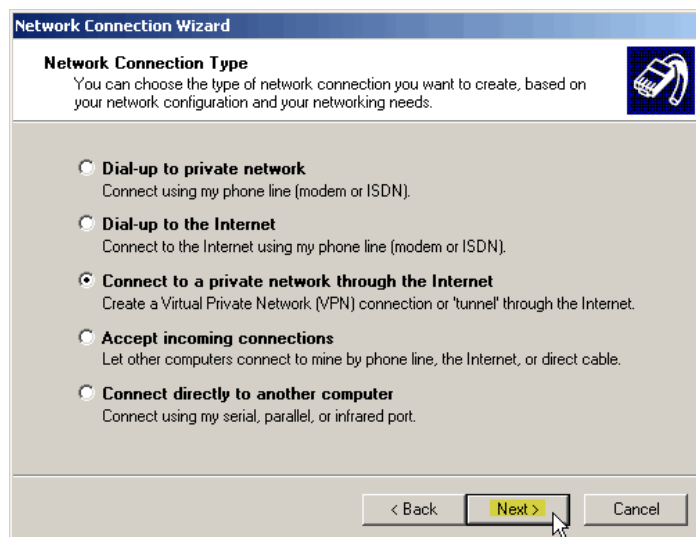 Network Connection Wizard
Network Connection Type
You can choose the type of network connection you want to create, based on
your network configuration and your networking needs.
Dial-up to private network
Connect using my phone line (modem or ISDN).
Dial-up to the Internet
Connect to the Internet using my phone line (modem or ISDN).
Connect to a private network through the Internet
Create a Virtual Private Network (VPN) connection or 'tunnel' through the Internet.
Accept incoming connections
Let other computers connect to mine by phone line, the Internet, or direct cable.
Connect directly to another computer
Connect using my serial, parallel, or infrared port.
< Back Next > Cancel